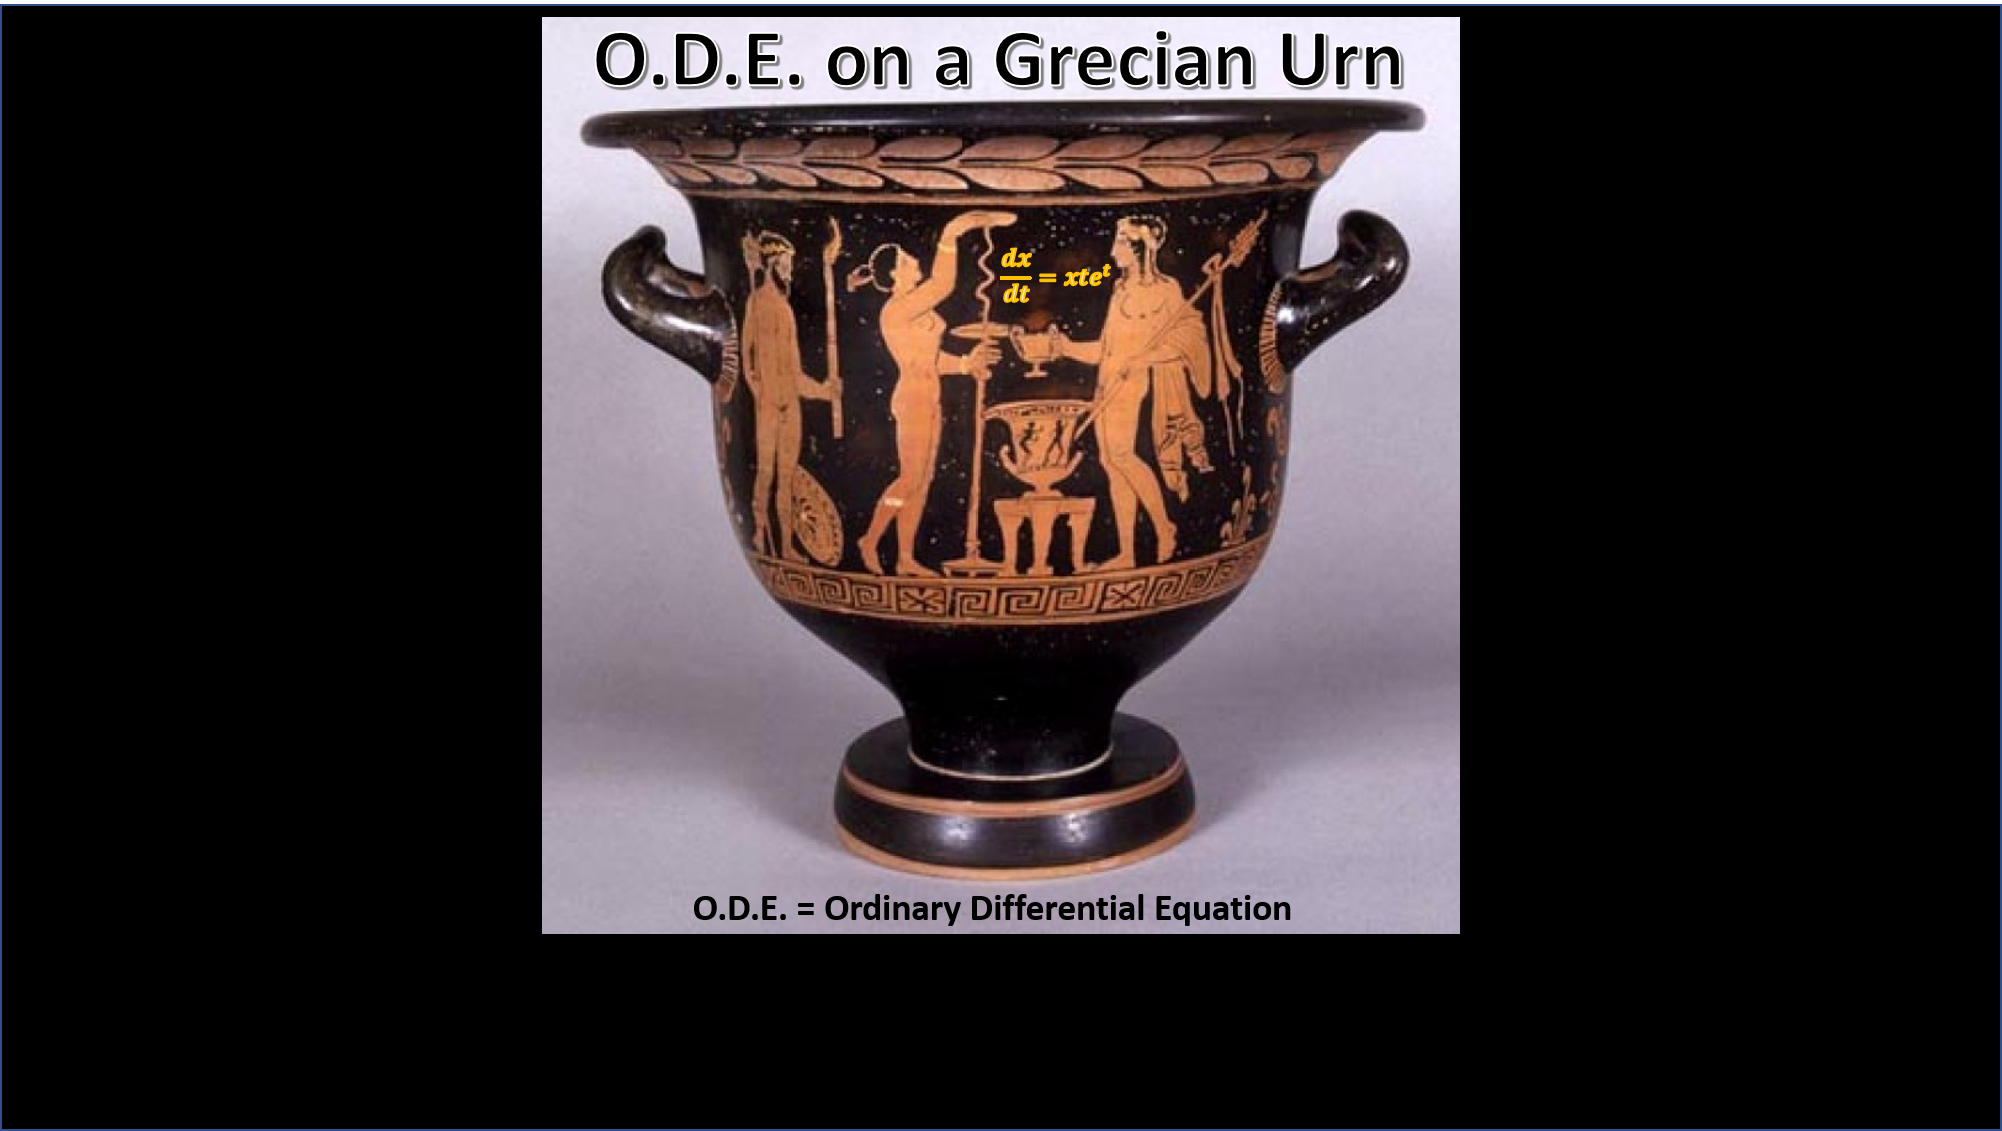 O.D.E. on a Grecian Urn
dx/dt = xte^t
O.D.E. = Ordinary Differential Equation